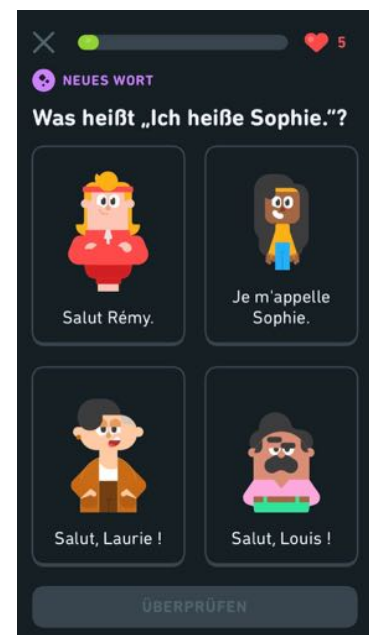 5
NEUES WORT
Was heißt „Ich heiße Sophie.“?
Salut Rémy.
Je m'appelle
Sophie.
Salut, Laurie !
Salut, Louis !
ÜBERPRÜFEN